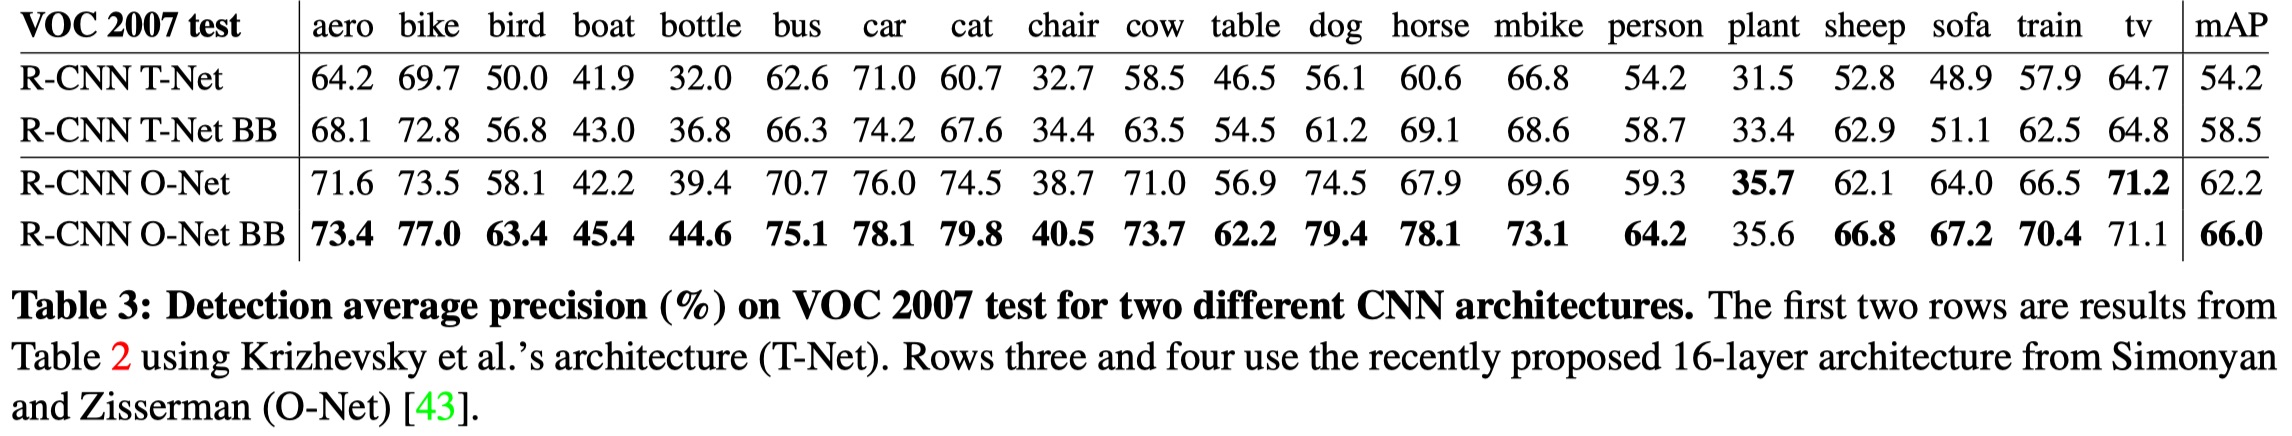 VOC 2007 test aero bike bird boat bottle bus car cat chair cow table dog horse mbike person plant sheep sofa train tv mAP
R-CNN T-Net 64.2 69.7 50.0 41.9 32.0 62.6 71.0 60.7 32.7 58.5 46.5 56.1 60.6 66.8 54.2 31.5 52.8 48.9 57.9 64.7 54.2
R-CNN T-Net BB 68.1 72.8 56.8 43.0 36.8 66.3 74.2 67.6 34.4 63.5 54.5 61.2 69.1 68.6 58.7 33.4 62.9 51.1 62.5 64.8 58.5
R-CNN O-Net 71.6 73.5 58.1 42.2 39.4 70.7 76.0 74.5 38.7 71.0 56.9 74.5 67.9 69.6 59.3 35.7 62.1 64.0 66.5 71.2 62.2
R-CNN O-Net BB 73.4 77.0 63.4 45.4 44.6 75.1 78.1 79.8 40.5 73.7 62.2 79.4 78.1 73.1 64.2 35.6 66.8 67.2 70.4 71.1 66.0
Table 3: Detection average precision (%) on VOC 2007 test for two different CNN architectures. The first two rows are results from
Table 2 using Krizhevsky et al.'s architecture (T-Net). Rows three and four use the recently proposed 16-layer architecture from Simonyan
and Zisserman (O-Net) [43].